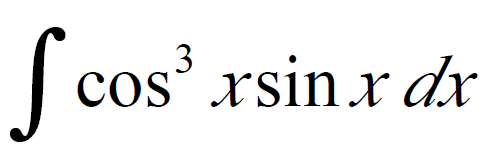 ∫ cos³ x sin x dx